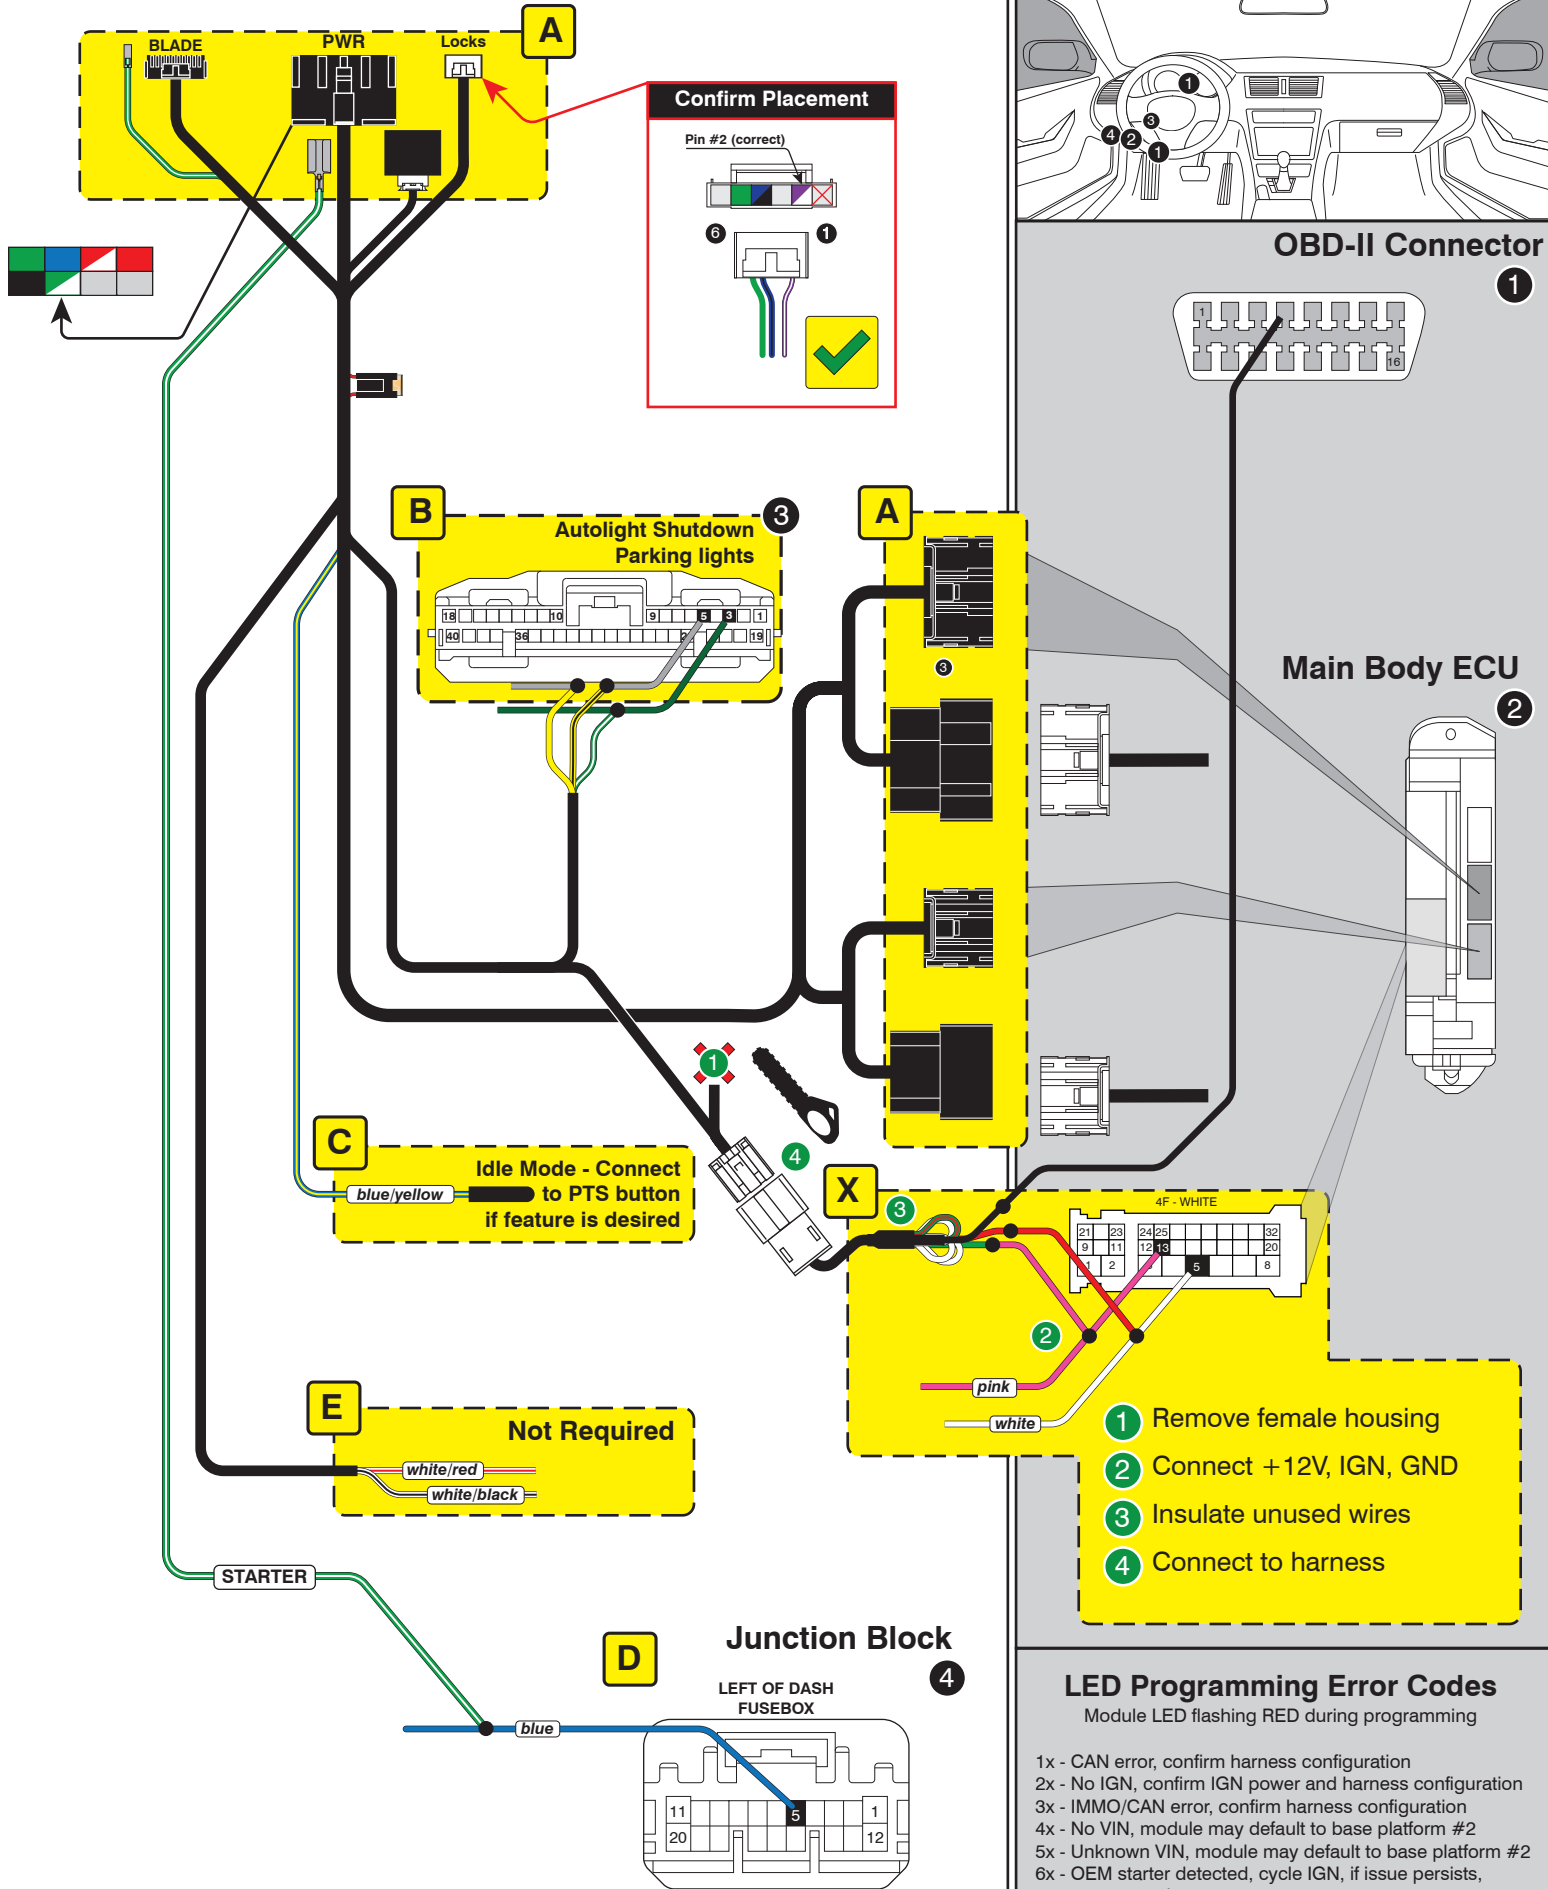 A
BLADE
PWR
Locks
Confirm Placement
Pin #2 (correct)
6
1
1
3
4
2
1
OBD-II Connector
1
1
16
B
Autolight Shutdown
Parking lights
3
18
10
9
5
3
1
40
36
2
19
A
3
Main Body ECU
2
1
4
C
Idle Mode - Connect
to PTS button
if feature is desired
blue/yellow
X
3
4F - WHITE
21
23
24
25
32
9
11
12
13
20
1
2
5
8
2
pink
white
1 Remove female housing
2 Connect +12V, IGN, GND
3 Insulate unused wires
4 Connect to harness
E
Not Required
white/red
white/black
STARTER
D
Junction Block
4
LEFT OF DASH
FUSEBOX
blue
11
5
1
20
12
LED Programming Error Codes
Module LED flashing RED during programming
1x - CAN error, confirm harness configuration
2x - No IGN, confirm IGN power and harness configuration
3x - IMMO/CAN error, confirm harness configuration
4x - No VIN, module may default to base platform #2
5x - Unknown VIN, module may default to base platform #2
6x - OEM starter detected, cycle IGN, if issue persists,